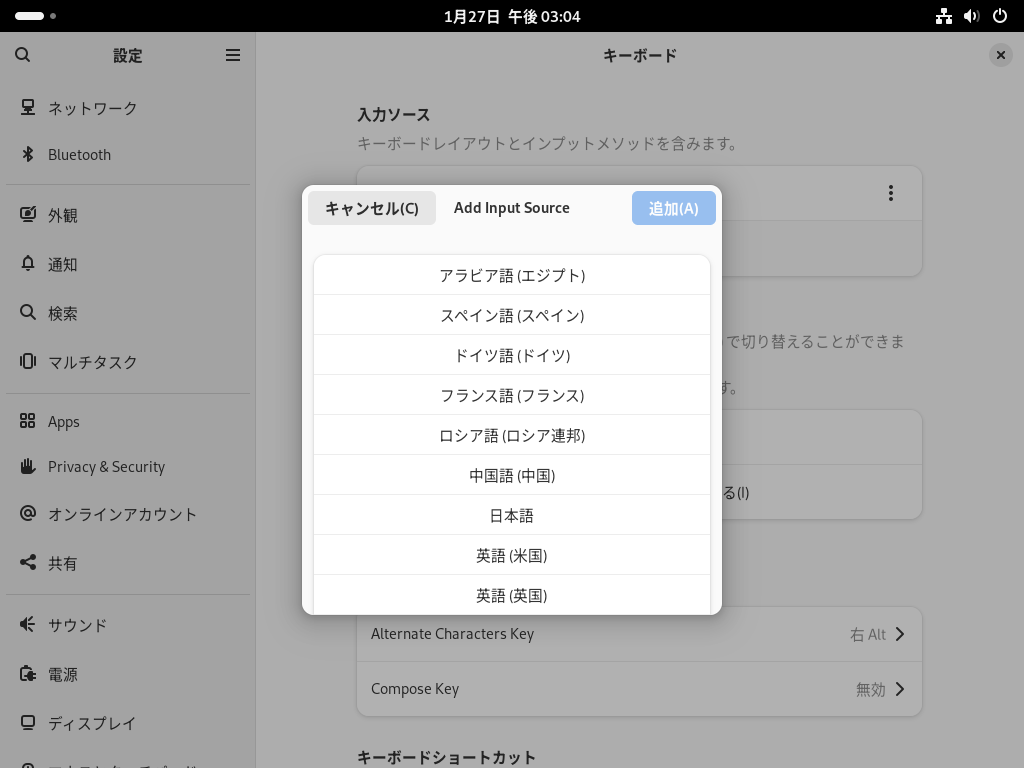 1月27日 午後 03:04
設定
キーボード
ネットワーク
Bluetooth
外観
通知
検索
マルチタスク
Apps
Privacy & Security
オンラインアカウント
共有
サウンド
電源
ディスプレイ
入力ソース
キーボードレイアウトとインプットメソッドを含みます。
キャンセル(C)
Add Input Source
追加(A)
アラビア語 (エジプト)
スペイン語 (スペイン)
ドイツ語 (ドイツ)
フランス語 (フランス)
ロシア語 (ロシア連邦)
中国語 (中国)
日本語
英語 (米国)
英語 (英国)
で切り替えることができま
す。
る(I)
Alternate Characters Key
右 Alt
Compose Key
無効
キーボードショートカット